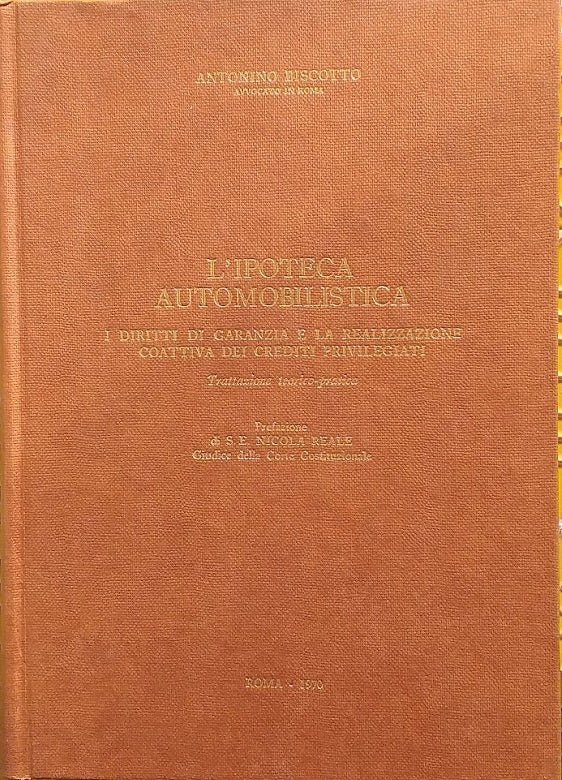 ANTONINO BISCOTTO
AVVOCATO IN ROMA
L'IPOTECA
AUTOMOBILISTICA
I DIRITTI DI GARANZIA E LA REALIZZAZIONE
COATTIVA DEI CREDITI PRIVILEGIATI
Trattazione teorico-pratica
Prefazione
di S. E. NICOLA REALE
Giudice della Corte Costituzionale
ROMA - 1970